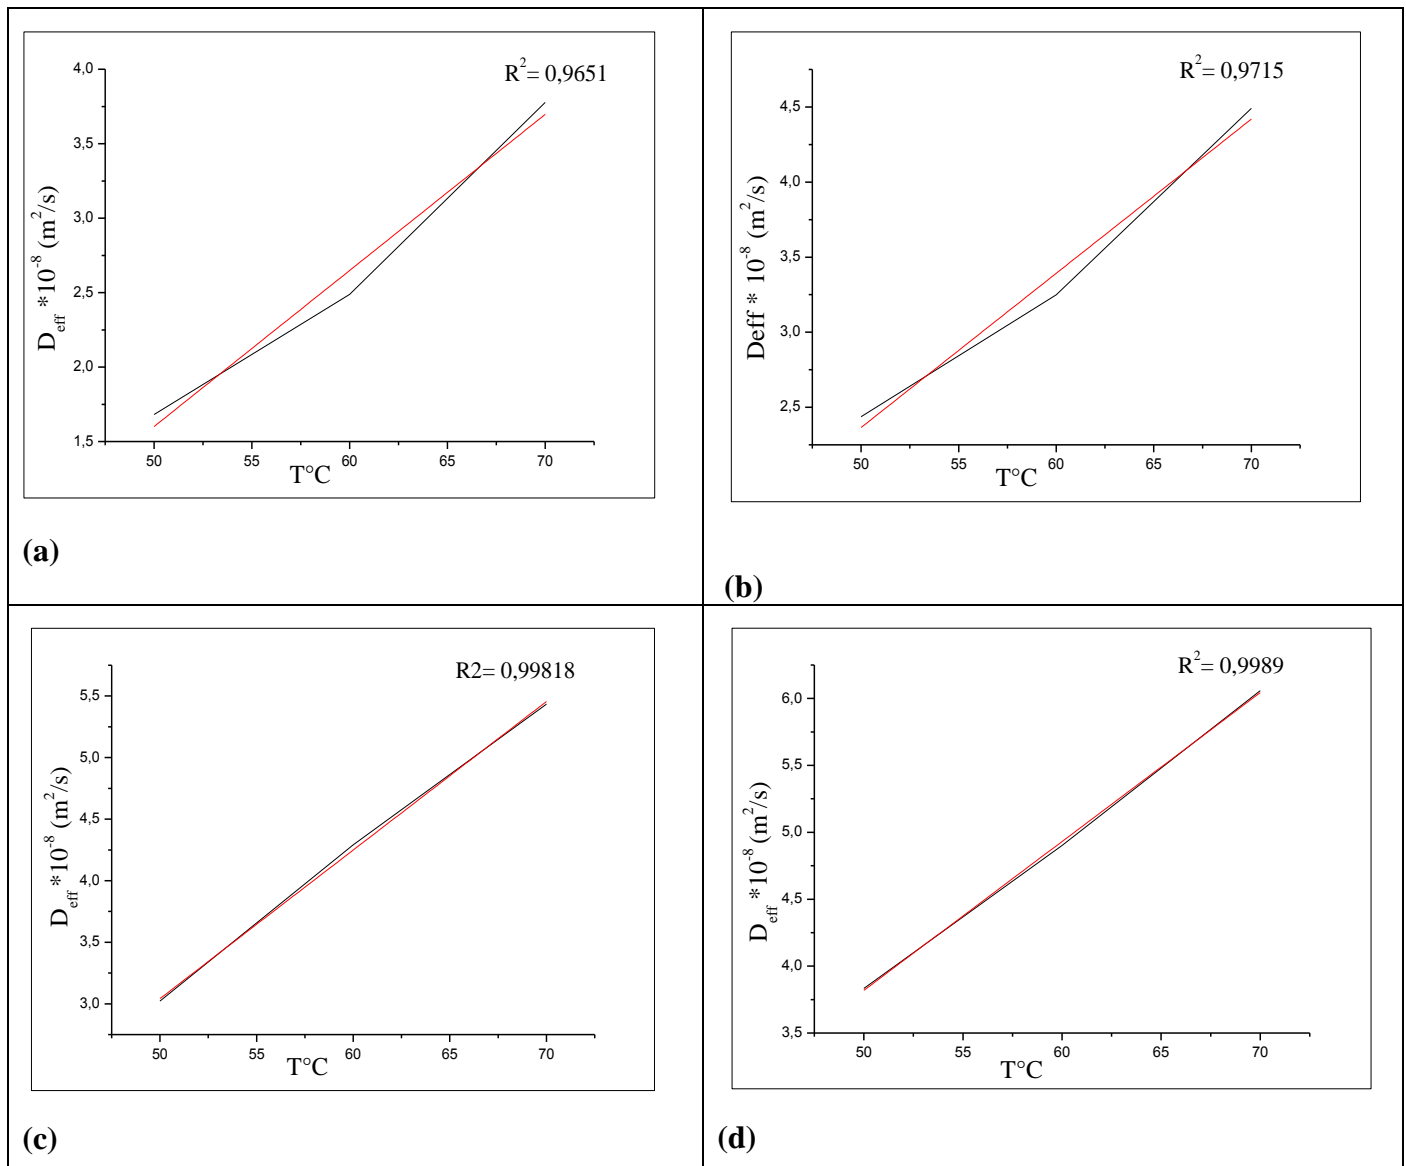 R²= 0,9651
4,0
3,5
3,0
2,5
2,0
1,5
D_eff *10⁻⁸ (m²/s)
50 55 60 65 70
T°C
(a)
R²= 0,9715
4,5
4,0
3,5
3,0
2,5
Deff * 10⁻⁸ (m²/s)
50 55 60 65 70
T°C
(b)
R2= 0,99818
5,5
5,0
4,5
4,0
3,5
3,0
D_eff *10⁻⁸ (m²/s)
50 55 60 65 70
T°C
(c)
R²= 0,9989
6,0
5,5
5,0
4,5
4,0
3,5
D_eff *10⁻⁸ (m²/s)
50 55 60 65 70
T°C
(d)